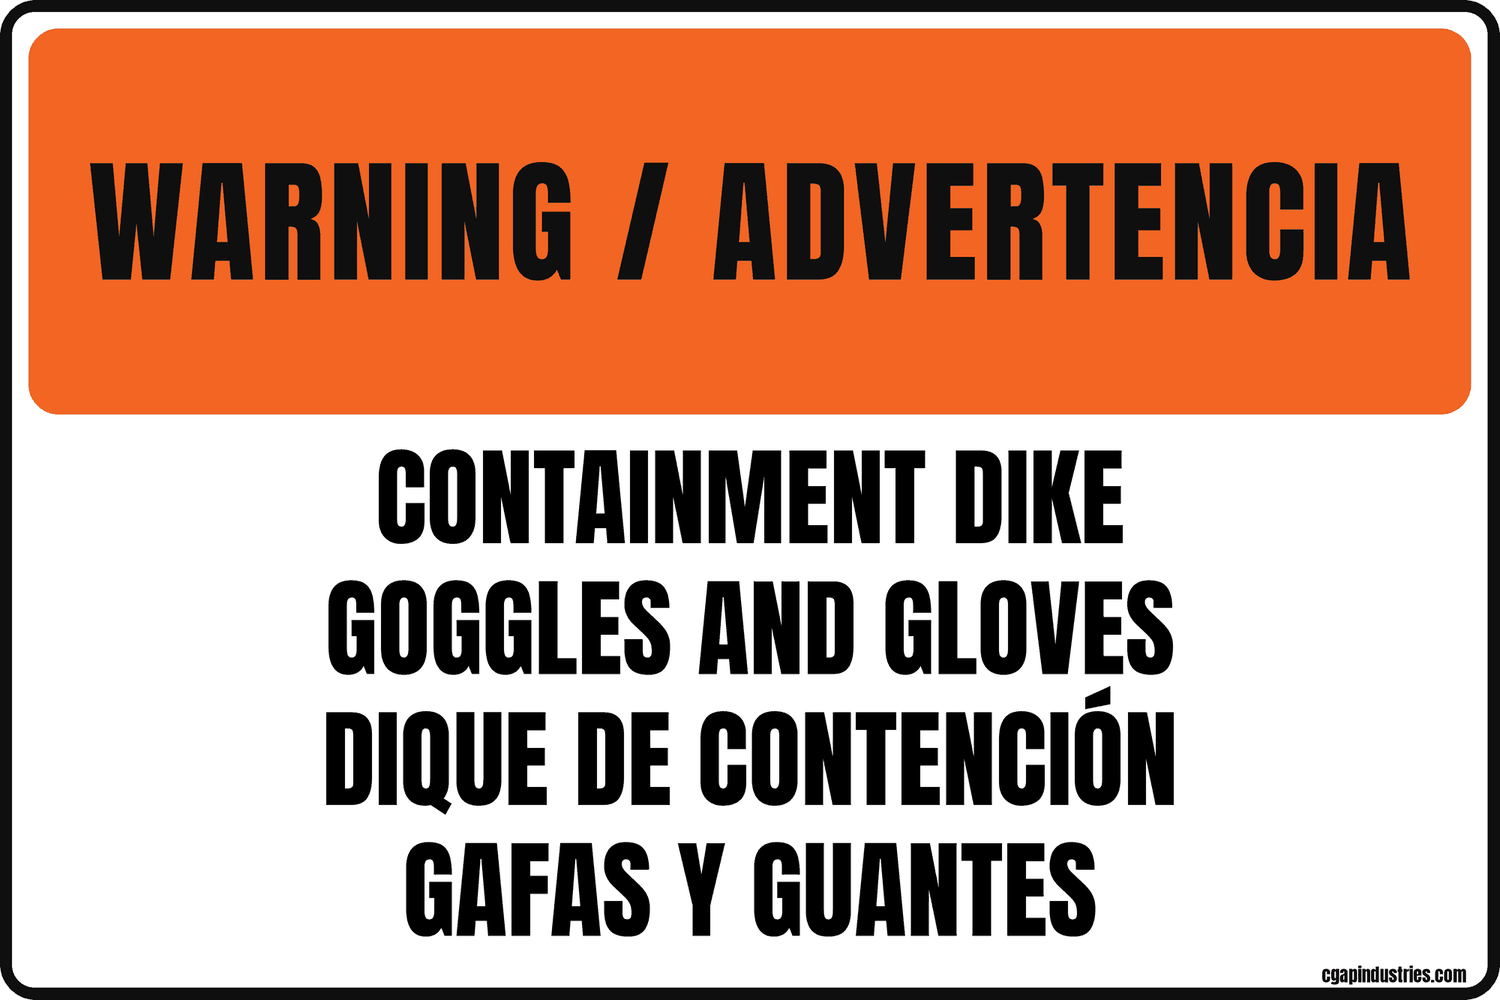 WARNING / ADVERTENCIA
CONTAINMENT DIKE
GOGGLES AND GLOVES
DIQUE DE CONTENCIÓN
GAFAS Y GUANTES
cgapindustries.com